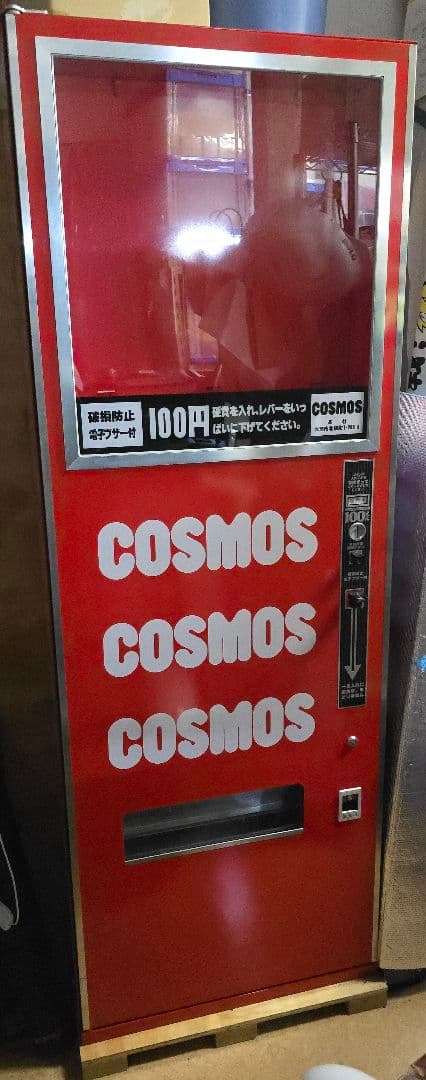 破損防止
電子ブザー付
100円
硬貨を入れ、レバーをいっ
ぱいに下げてください。
COSMOS
100
COSMOS
COSMOS
COSMOS